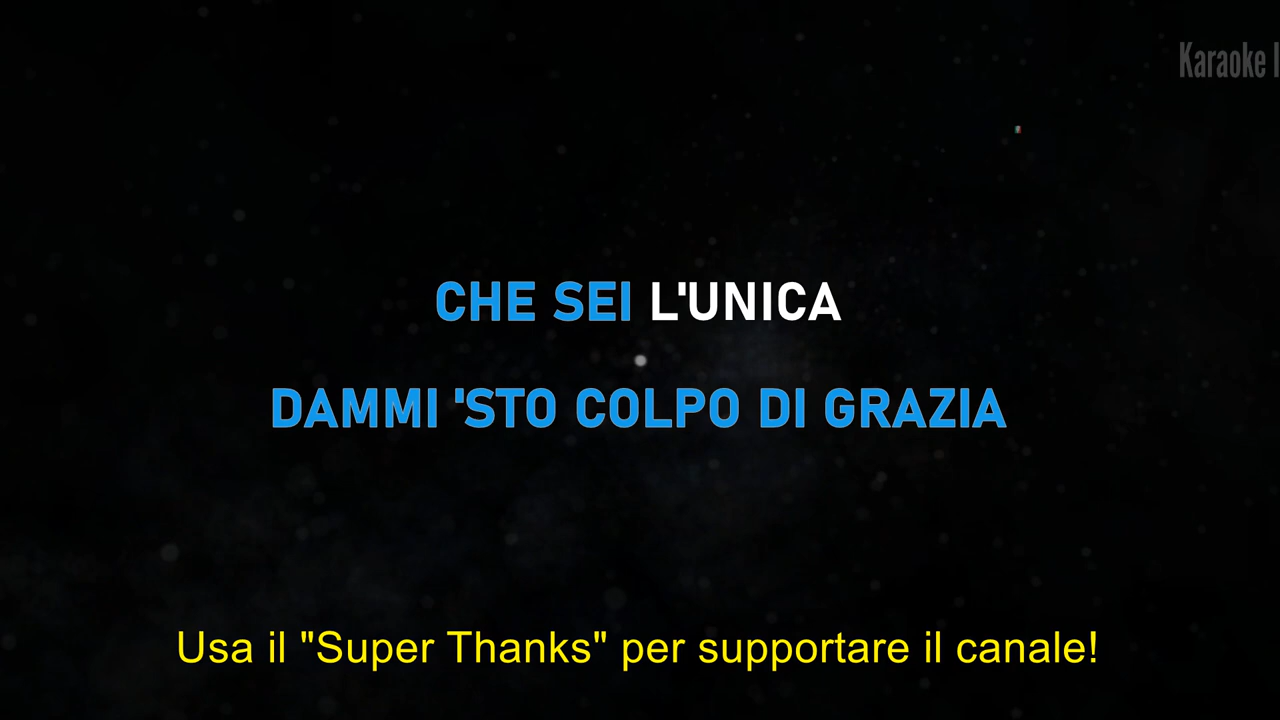 Karaoke
CHE SEI L'UNICA
DAMMI 'STO COLPO DI GRAZIA
Usa il "Super Thanks" per supportare il canale!